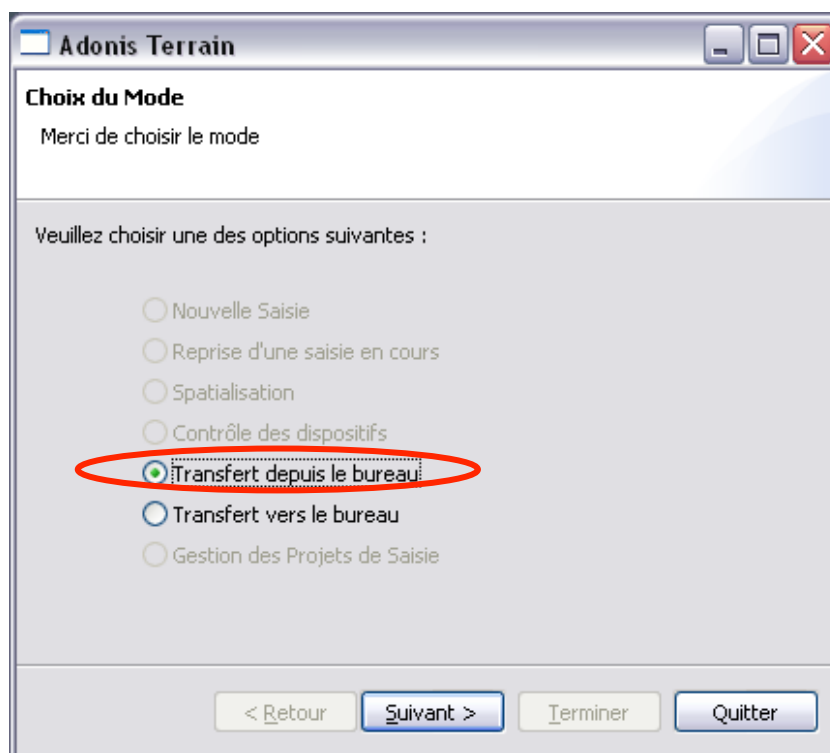 Adonis Terrain
Choix du Mode
Merci de choisir le mode
Veuillez choisir une des options suivantes :
Nouvelle Saisie
Reprise d'une saisie en cours
Spatialisation
Contrôle des dispositifs
Transfert depuis le bureau
Transfert vers le bureau
Gestion des Projets de Saisie
< Retour Suivant > Terminer Quitter